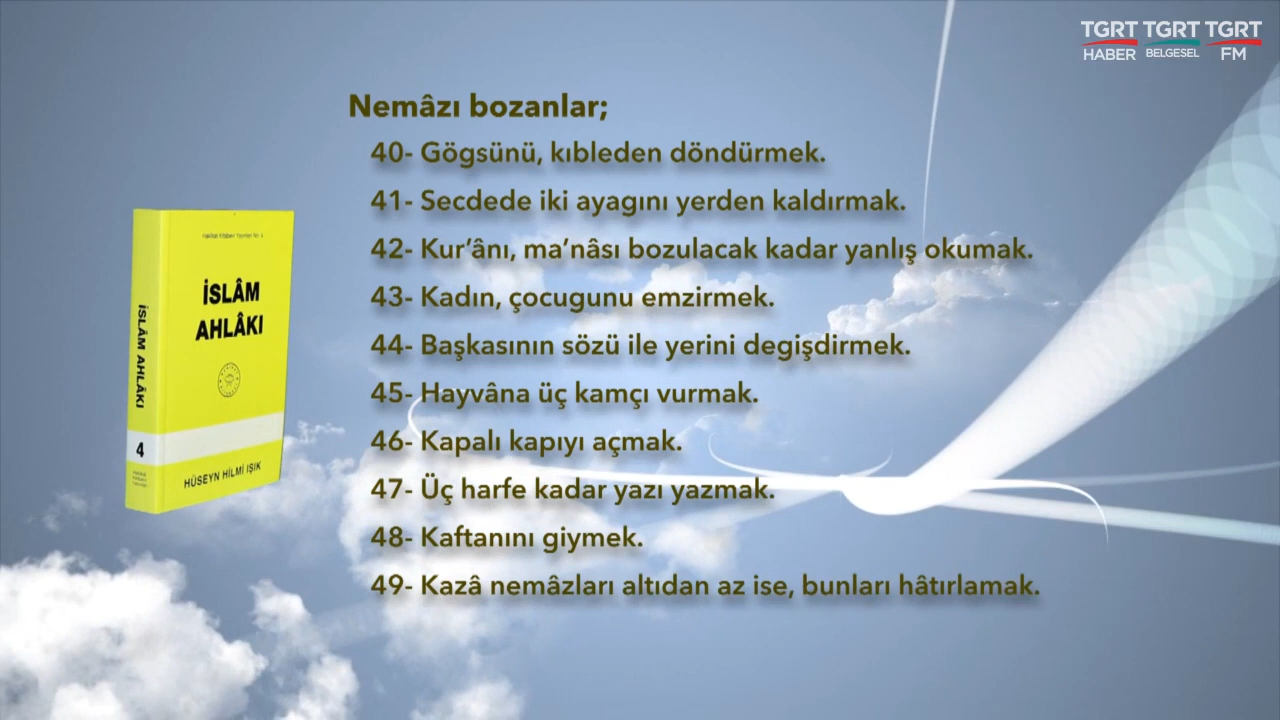 TGRT TGRT TGRT
HABER BELGESEL FM
Nemâzı bozanlar;
40- Gögsünü, kıbleden döndürmek.
41- Secdede iki ayagını yerden kaldırmak.
42- Kur’ânı, ma’nâsı bozulacak kadar yanlış okumak.
43- Kadın, çocugunu emzirmek.
44- Başkasının sözü ile yerini degişdirmek.
45- Hayvâna üç kamçı vurmak.
46- Kapalı kapıyı açmak.
47- Üç harfe kadar yazı yazmak.
48- Kaftanını giymek.
49- Kazâ nemâzları altıdan az ise, bunları hâtırlamak.
İSLÂM
AHLÂKI
HÜSEYN HİLMİ IŞIK
İSLÂM AHLÂKI
4